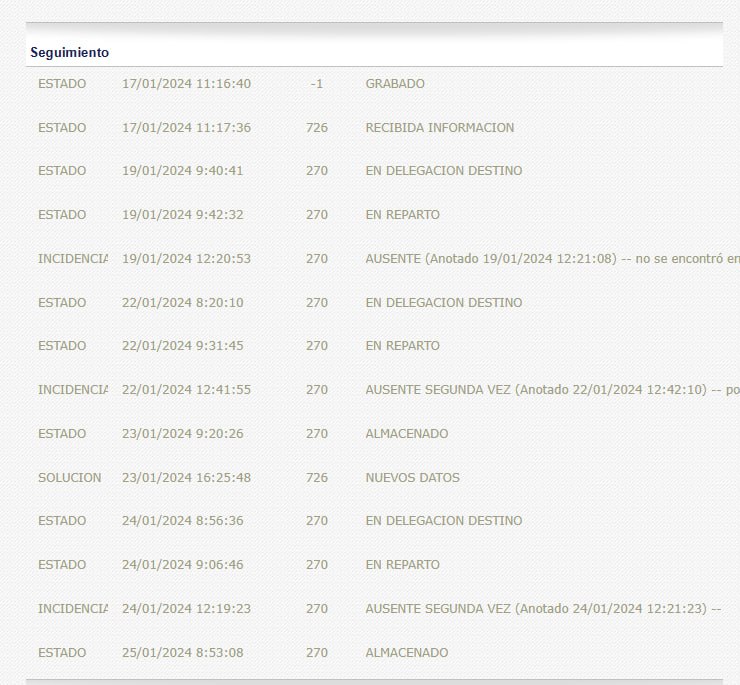 Seguimiento
ESTADO 17/01/2024 11:16:40 -1 GRABADO
ESTADO 17/01/2024 11:17:36 726 RECIBIDA INFORMACION
ESTADO 19/01/2024 9:40:41 270 EN DELEGACION DESTINO
ESTADO 19/01/2024 9:42:32 270 EN REPARTO
INCIDENCIA 19/01/2024 12:20:53 270 AUSENTE (Anotado 19/01/2024 12:21:08) -- no se encontró en
ESTADO 22/01/2024 8:20:10 270 EN DELEGACION DESTINO
ESTADO 22/01/2024 9:31:45 270 EN REPARTO
INCIDENCIA 22/01/2024 12:41:55 270 AUSENTE SEGUNDA VEZ (Anotado 22/01/2024 12:42:10) -- po
ESTADO 23/01/2024 9:20:26 270 ALMACENADO
SOLUCION 23/01/2024 16:25:48 726 NUEVOS DATOS
ESTADO 24/01/2024 8:56:36 270 EN DELEGACION DESTINO
ESTADO 24/01/2024 9:06:46 270 EN REPARTO
INCIDENCIA 24/01/2024 12:19:23 270 AUSENTE SEGUNDA VEZ (Anotado 24/01/2024 12:21:23) --
ESTADO 25/01/2024 8:53:08 270 ALMACENADO